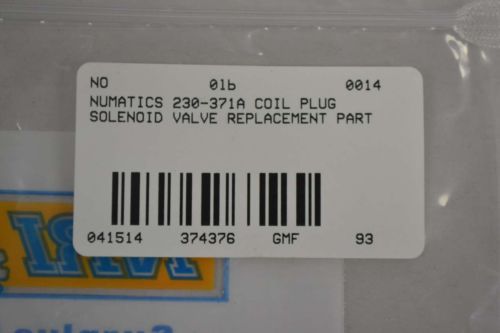 NO 01b 0014
NUMATICS 230-371A COIL PLUG
SOLENOID VALVE REPLACEMENT PART
041514 374376 GMF 93